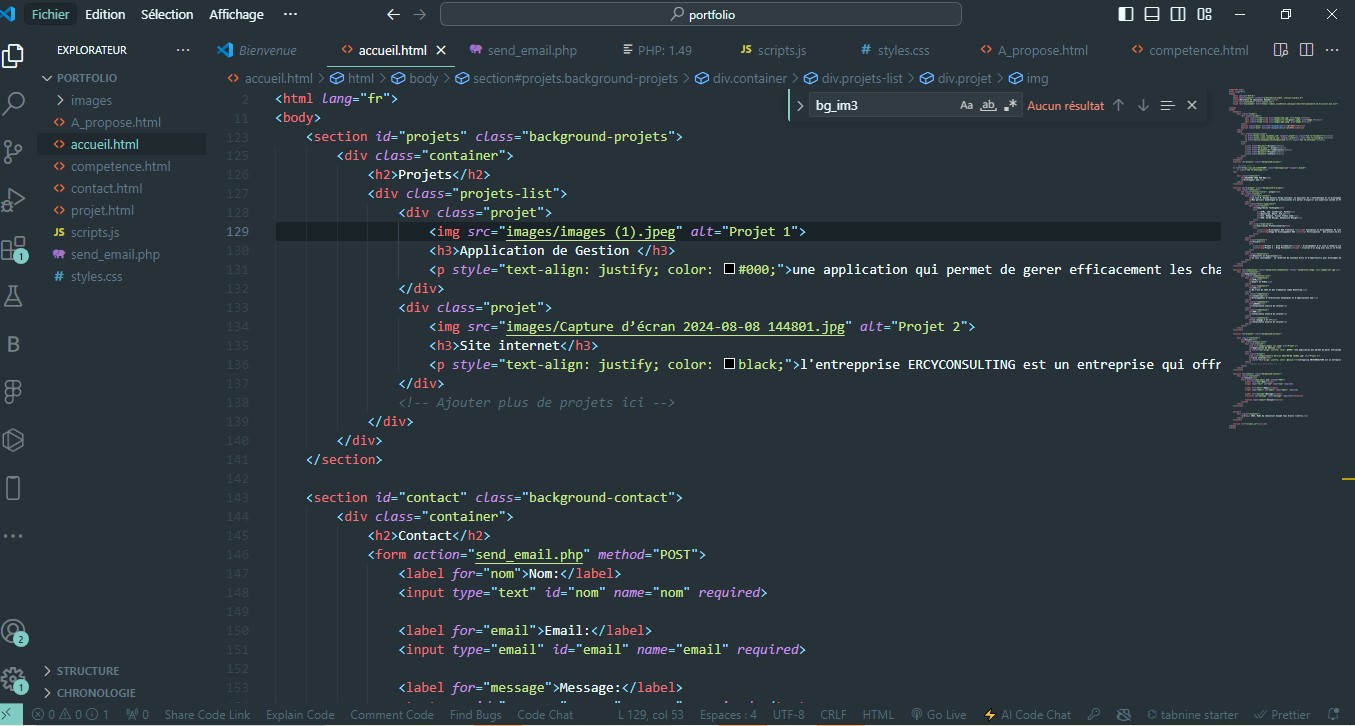 Fichier Edition Sélection Affichage ··· portfolio
EXPLORATEUR ···
Bienvenue accueil.html send_email.php PHP: 1.49 JS scripts.js # styles.css A_propose.html competence.html ···
PORTFOLIO
images
A_propose.html
accueil.html
competence.html
contact.html
projet.html
JS scripts.js
send_email.php
# styles.css
STRUCTURE
CHRONOLOGIE
accueil.html > html > body > section#projets.background-projets > div.container > div.projets-list > div.projet > img
bg_im3 Aa ab Aucun résultat
2 <html lang="fr">
11 <body>
123 <section id="projets" class="background-projets">
125 <div class="container">
126 <h2>Projets</h2>
127 <div class="projets-list">
128 <div class="projet">
129 <img src="images/images (1).jpeg" alt="Projet 1">
130 <h3>Application de Gestion </h3>
131 <p style="text-align: justify; color: #000;">une application qui permet de gerer efficacement les cha
132 </div>
133 <div class="projet">
134 <img src="images/Capture d’écran 2024-08-08 144801.jpg" alt="Projet 2">
135 <h3>Site internet</h3>
136 <p style="text-align: justify; color: black;">l'entrepprise ERCYCONSULTING est un entreprise qui offr
137 </div>
138 <!-- Ajouter plus de projets ici -->
139 </div>
140 </div>
141 </section>
142
143 <section id="contact" class="background-contact">
144 <div class="container">
145 <h2>Contact</h2>
146 <form action="send_email.php" method="POST">
147 <label for="nom">Nom:</label>
148 <input type="text" id="nom" name="nom" required>
149
150 <label for="email">Email:</label>
151 <input type="email" id="email" name="email" required>
152
153 <label for="message">Message:</label>
0 0 1 0 Share Code Link Explain Code Comment Code Find Bugs Code Chat L 129, col 53 Espaces : 4 UTF-8 CRLF HTML Go Live AI Code Chat tabnine starter Prettier